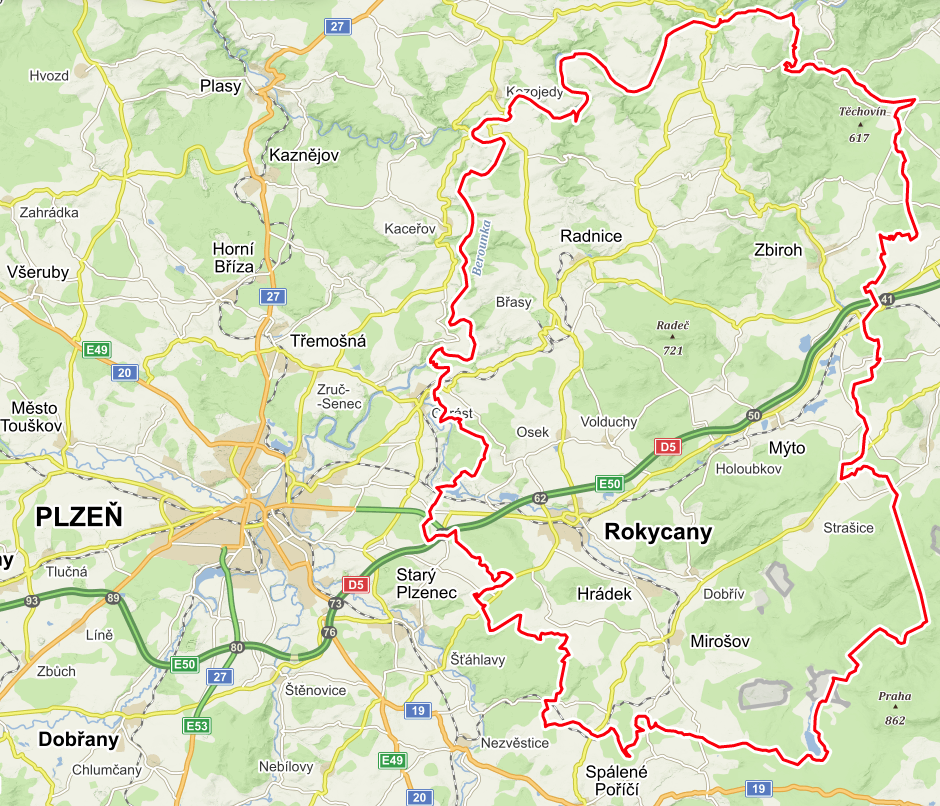 27
Hvozd
Plasy
Kozojedy
Těchovín
617
Kaznějov
Zahrádka
Kaceřov
Berounka
Radnice
Zbiroh
Horní
Bříza
Všeruby
27
Břasy
41
Radeč
721
Třemošná
E49
20
Zruč-
-Senec
Město
Touškov
50
Osek
Volduchy
D5
Mýto
Holoubkov
E50
62
PLZEŇ
Rokycany
Strašice
Tlučná
Starý
Plzenec
D5
Hrádek
Dobřív
93
89
73
76
Líně
80
Mirošov
E50
Zbůch
27
Štěnovice
Šťáhlavy
Praha
862
19
E53
Dobřany
Nezvěstice
Chlumčany
Nebílovy
E49
Spálené
Poříčí
19
20